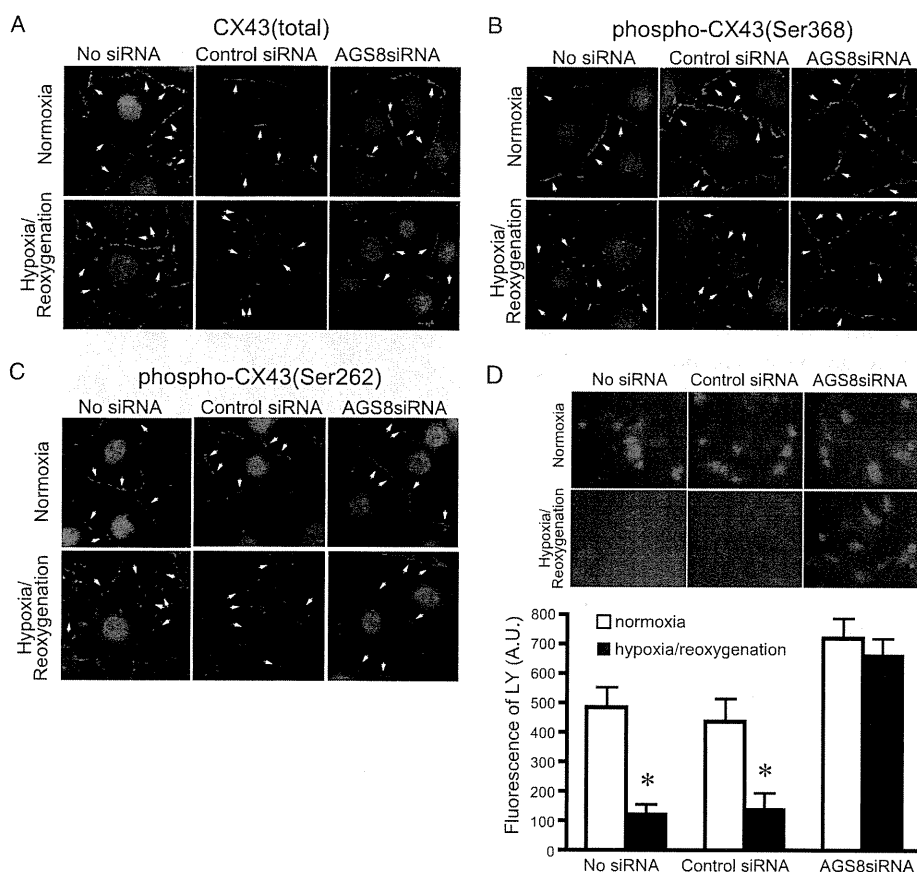 A
CX43(total)
No siRNA Control siRNA AGS8siRNA
Normoxia
Hypoxia/
Reoxygenation
B
phospho-CX43(Ser368)
No siRNA Control siRNA AGS8siRNA
Normoxia
Hypoxia/
Reoxygenation
C
phospho-CX43(Ser262)
No siRNA Control siRNA AGS8siRNA
Normoxia
Hypoxia/
Reoxygenation
D
No siRNA Control siRNA AGS8siRNA
Normoxia
Hypoxia/
Reoxygenation
Fluorescence of LY (A.U.)
800
700
600
500
400
300
200
100
0
normoxia
hypoxia/reoxygenation
*
*
No siRNA Control siRNA AGS8siRNA